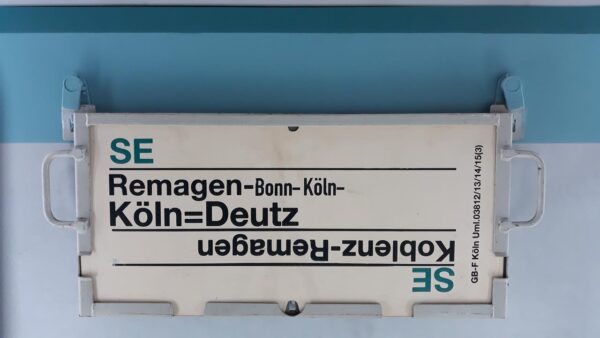 SE
Remagen-Bonn-Köln-
Köln=Deutz
Koblenz-Remagen
SE
GB-F Köln Uml.03812/13/14/15(3)